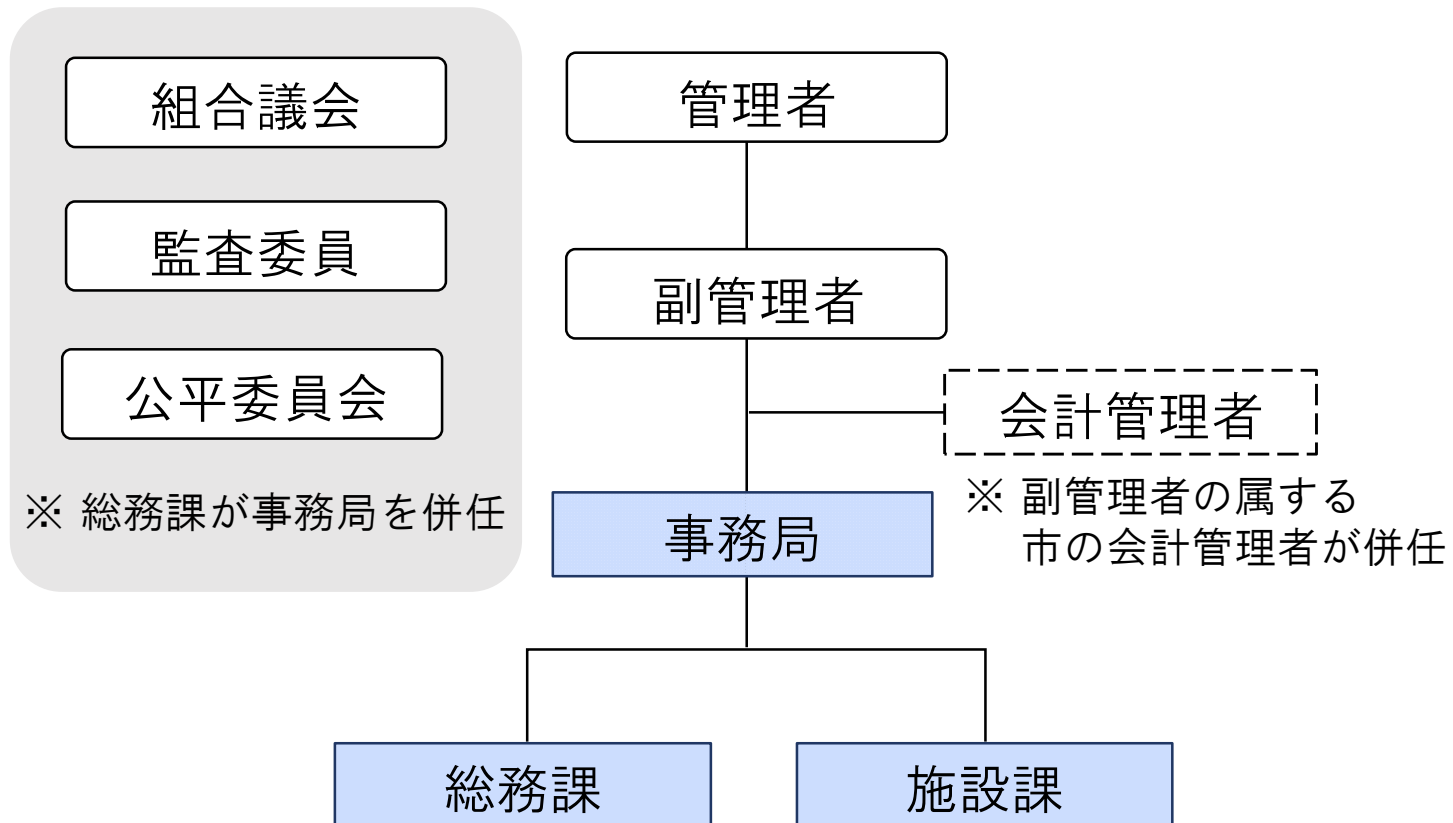 組合議会
監査委員
公平委員会
※ 総務課が事務局を併任
管理者
副管理者
会計管理者
※ 副管理者の属する
市の会計管理者が併任
事務局
総務課
施設課